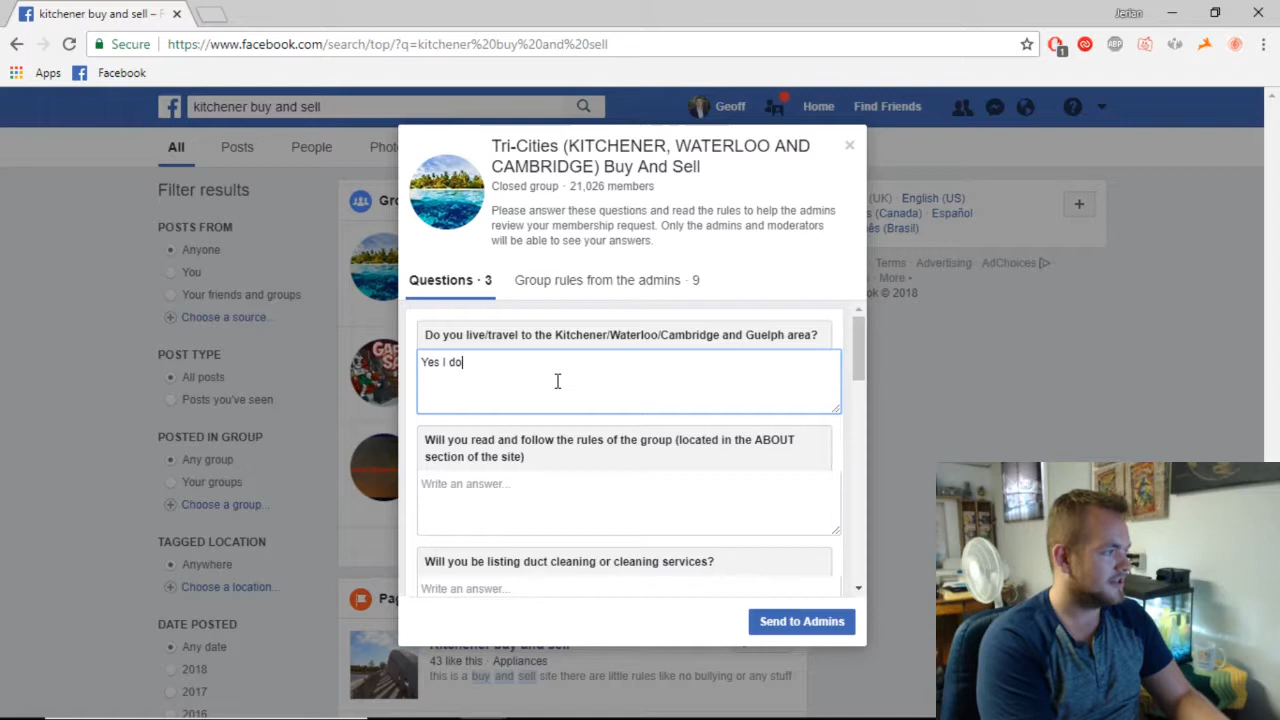 kitchener buy and sell – F
Jerian
Secure
https://www.facebook.com/search/top/?q=kitchener%20buy%20and%20sell
1
ABP
Apps
Facebook
kitchener buy and sell
Geoff
Home
Find Friends
All
Posts
People
Filter results
POSTS FROM
Anyone
You
Your friends and groups
Choose a source...
POST TYPE
All posts
Posts you've seen
POSTED IN GROUP
Any group
Your groups
Choose a group...
TAGGED LOCATION
Anywhere
Choose a location...
DATE POSTED
Any date
2018
2017
2016
Tri-Cities (KITCHENER, WATERLOO AND
CAMBRIDGE) Buy And Sell
Closed group · 21,026 members
Please answer these questions and read the rules to help the admins
review your membership request. Only the admins and moderators
will be able to see your answers.
Questions · 3
Group rules from the admins · 9
Do you live/travel to the Kitchener/Waterloo/Cambridge and Guelph area?
Yes I do
Will you read and follow the rules of the group (located in the ABOUT
section of the site)
Write an answer...
Will you be listing duct cleaning or cleaning services?
Write an answer...
Send to Admins
43 like this · Appliances
this is a buy and sell site there are little rules like no bullying or any stuff
(UK) · English (US)
(Canada) · Español
(Brasil)
Terms · Advertising · AdChoices
More
© 2018